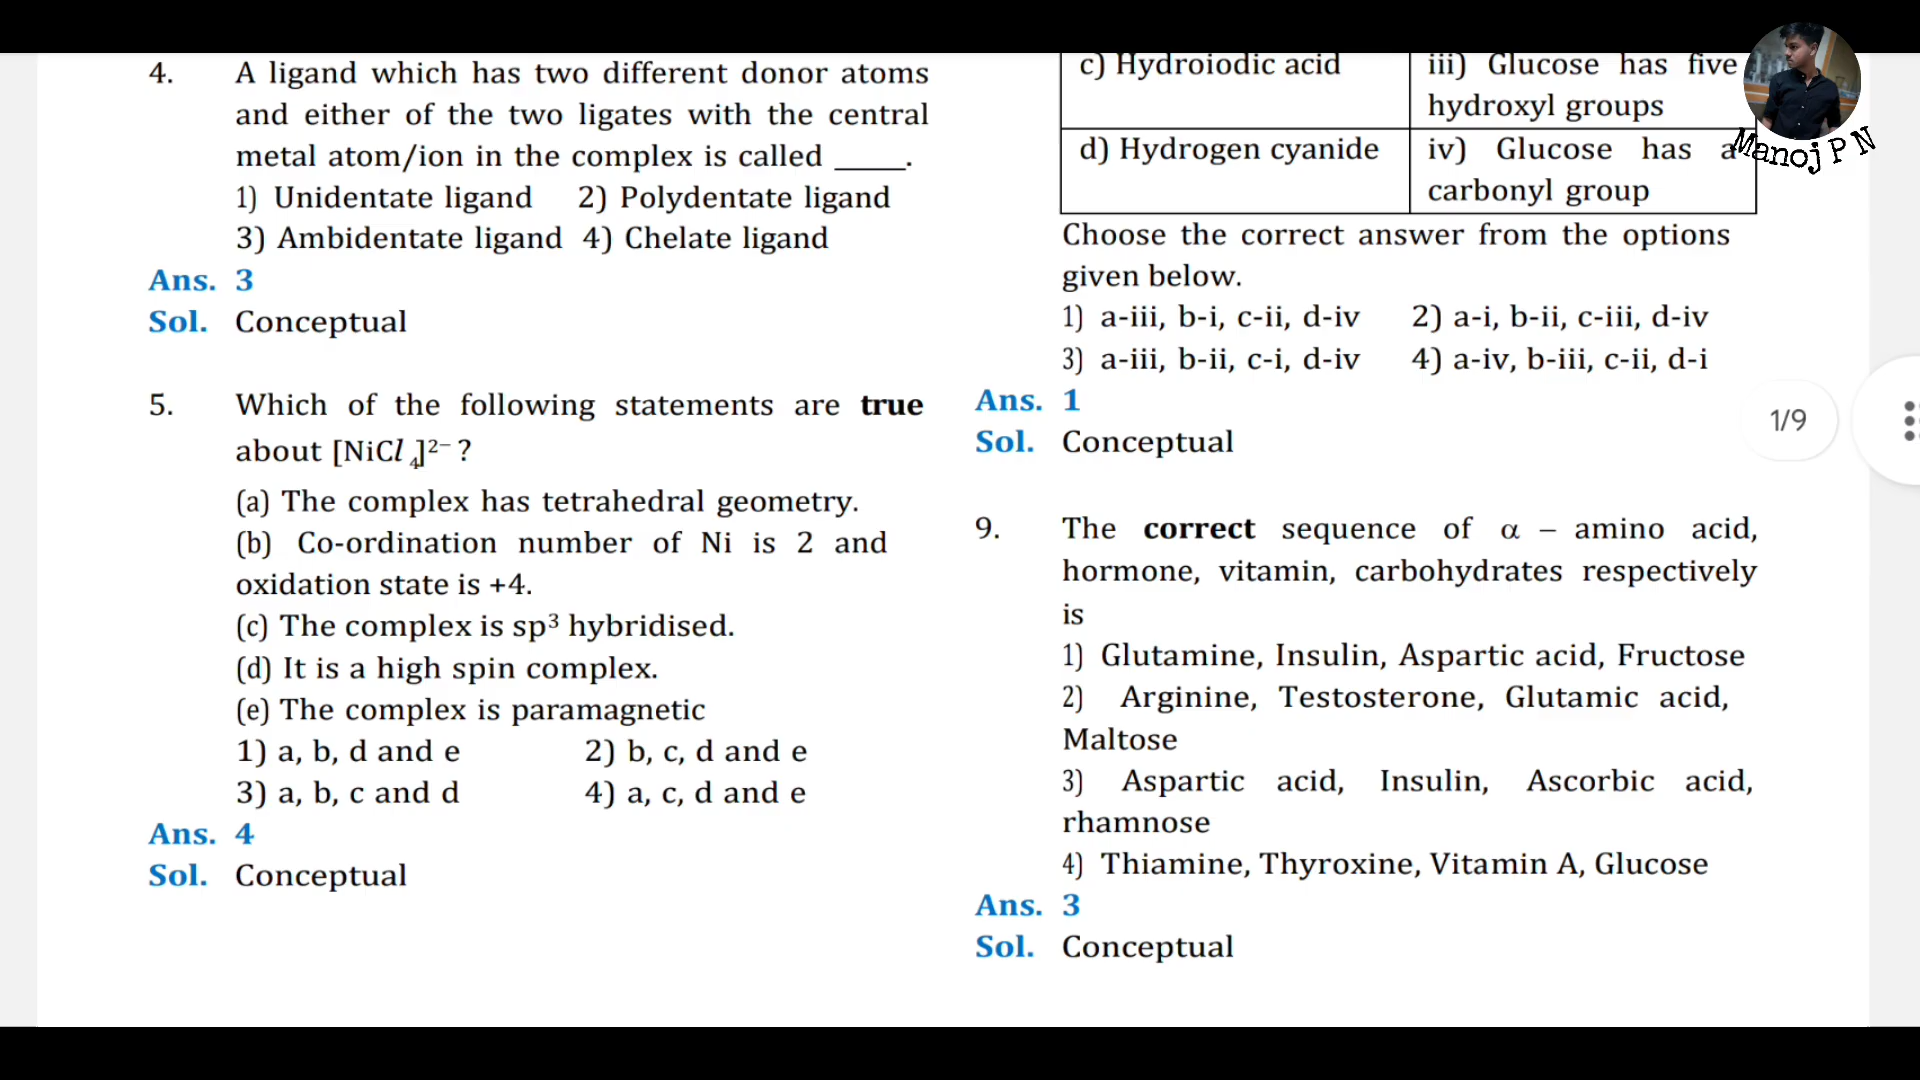 4. A ligand which has two different donor atoms
and either of the two ligates with the central
metal atom/ion in the complex is called _____.
1) Unidentate ligand 2) Polydentate ligand
3) Ambidentate ligand 4) Chelate ligand
Ans. 3
Sol. Conceptual
5. Which of the following statements are true
about [NiCl₄]²⁻ ?
(a) The complex has tetrahedral geometry.
(b) Co-ordination number of Ni is 2 and
oxidation state is +4.
(c) The complex is sp³ hybridised.
(d) It is a high spin complex.
(e) The complex is paramagnetic
1) a, b, d and e 2) b, c, d and e
3) a, b, c and d 4) a, c, d and e
Ans. 4
Sol. Conceptual
c) Hydroiodic acid iii) Glucose has five
hydroxyl groups
d) Hydrogen cyanide iv) Glucose has a
carbonyl group
Choose the correct answer from the options
given below.
1) a-iii, b-i, c-ii, d-iv 2) a-i, b-ii, c-iii, d-iv
3) a-iii, b-ii, c-i, d-iv 4) a-iv, b-iii, c-ii, d-i
Ans. 1
Sol. Conceptual
9. The correct sequence of α – amino acid,
hormone, vitamin, carbohydrates respectively
is
1) Glutamine, Insulin, Aspartic acid, Fructose
2) Arginine, Testosterone, Glutamic acid,
Maltose
3) Aspartic acid, Insulin, Ascorbic acid,
rhamnose
4) Thiamine, Thyroxine, Vitamin A, Glucose
Ans. 3
Sol. Conceptual
Manoj P N
1/9